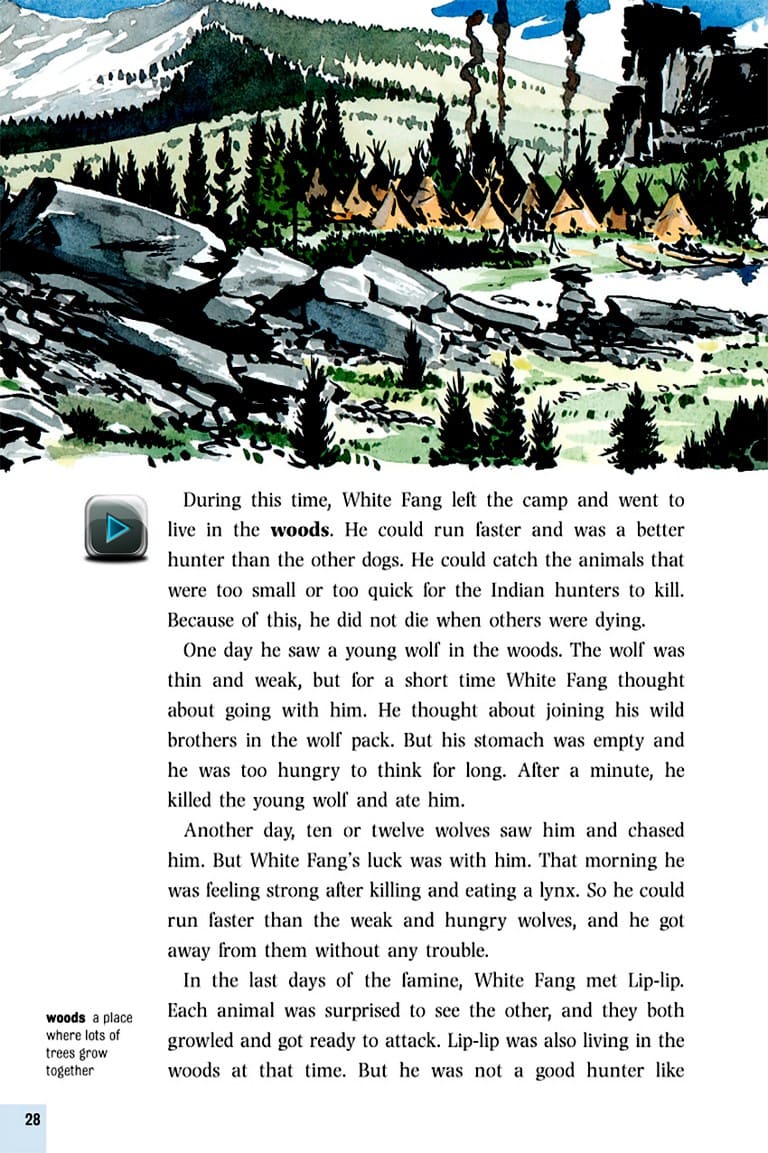 During this time, White Fang left the camp and went to
live in the woods. He could run faster and was a better
hunter than the other dogs. He could catch the animals that
were too small or too quick for the Indian hunters to kill.
Because of this, he did not die when others were dying.
One day he saw a young wolf in the woods. The wolf was
thin and weak, but for a short time White Fang thought
about going with him. He thought about joining his wild
brothers in the wolf pack. But his stomach was empty and
he was too hungry to think for long. After a minute, he
killed the young wolf and ate him.
Another day, ten or twelve wolves saw him and chased
him. But White Fang's luck was with him. That morning he
was feeling strong after killing and eating a lynx. So he could
run faster than the weak and hungry wolves, and he got
away from them without any trouble.
In the last days of the famine, White Fang met Lip-lip.
Each animal was surprised to see the other, and they both
growled and got ready to attack. Lip-lip was also living in the
woods at that time. But he was not a good hunter like
woods a place
where lots of
trees grow
together
28